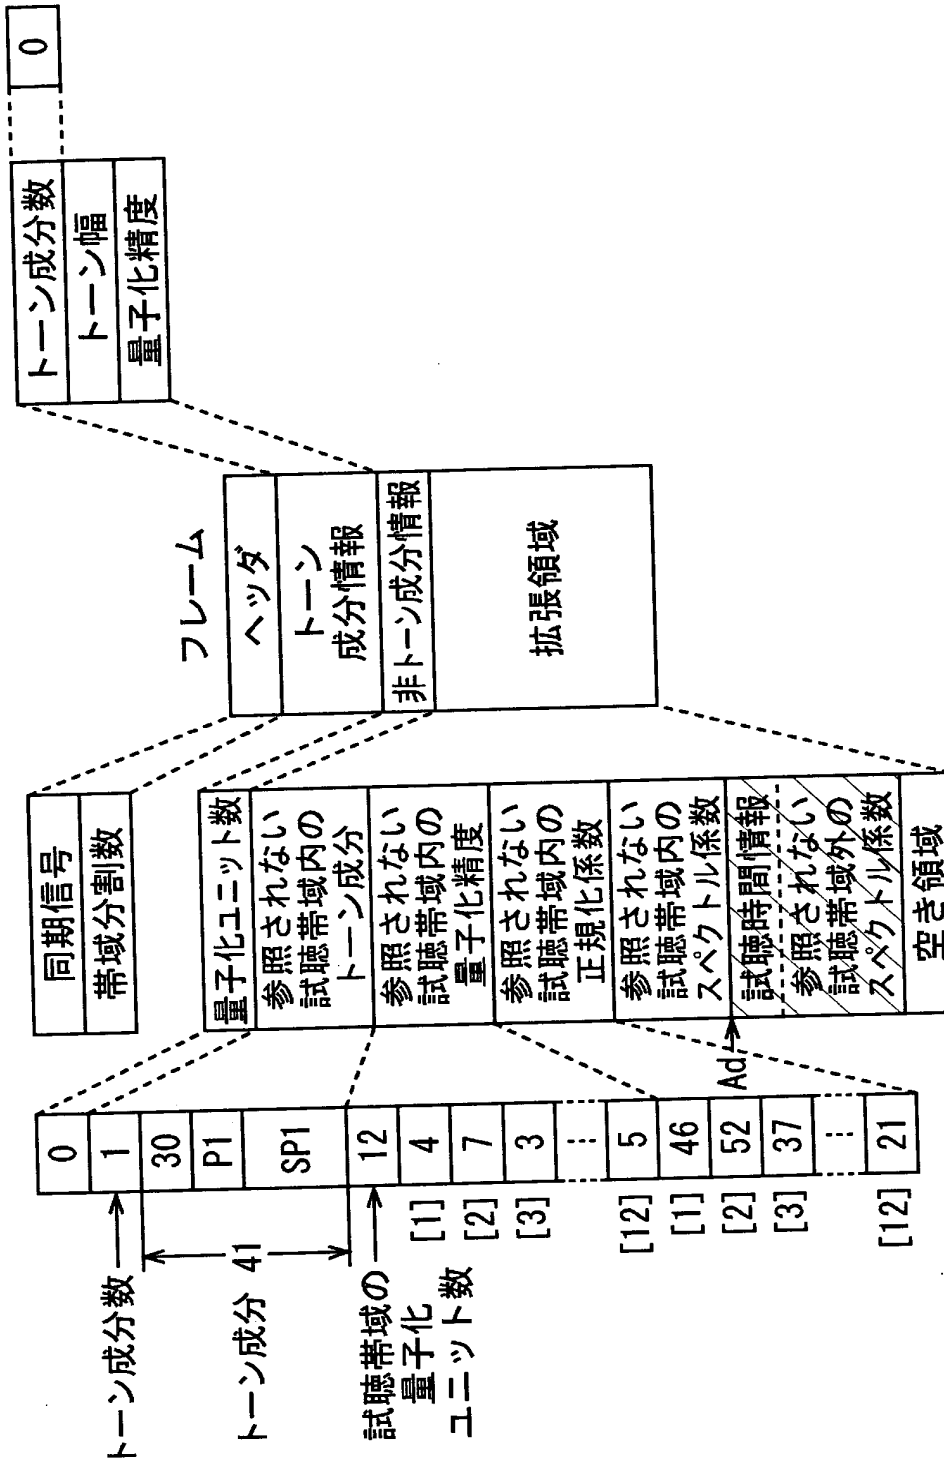 0
トーン成分数
トーン幅
量子化精度
フレーム
ヘッダ
トーン
成分情報
非トーン成分情報
拡張領域
同期信号
帯域分割数
量子化ユニット数
参照されない
試聴帯域内の
トーン成分
参照されない
試聴帯域内の
量子化精度
参照されない
試聴帯域内の
正規化係数
参照されない
試聴帯域内の
スペクトル係数
試聴時間情報
参照されない
試聴帯域外の
スペクトル係数
空き領域
Ad
0
1
30
P1
SP1
12
4
7
3
...
5
46
52
37
...
21
[1]
[2]
[3]
[12]
[1]
[2]
[3]
[12]
トーン成分数
トーン成分 41
試聴帯域の
量子化
ユニット数